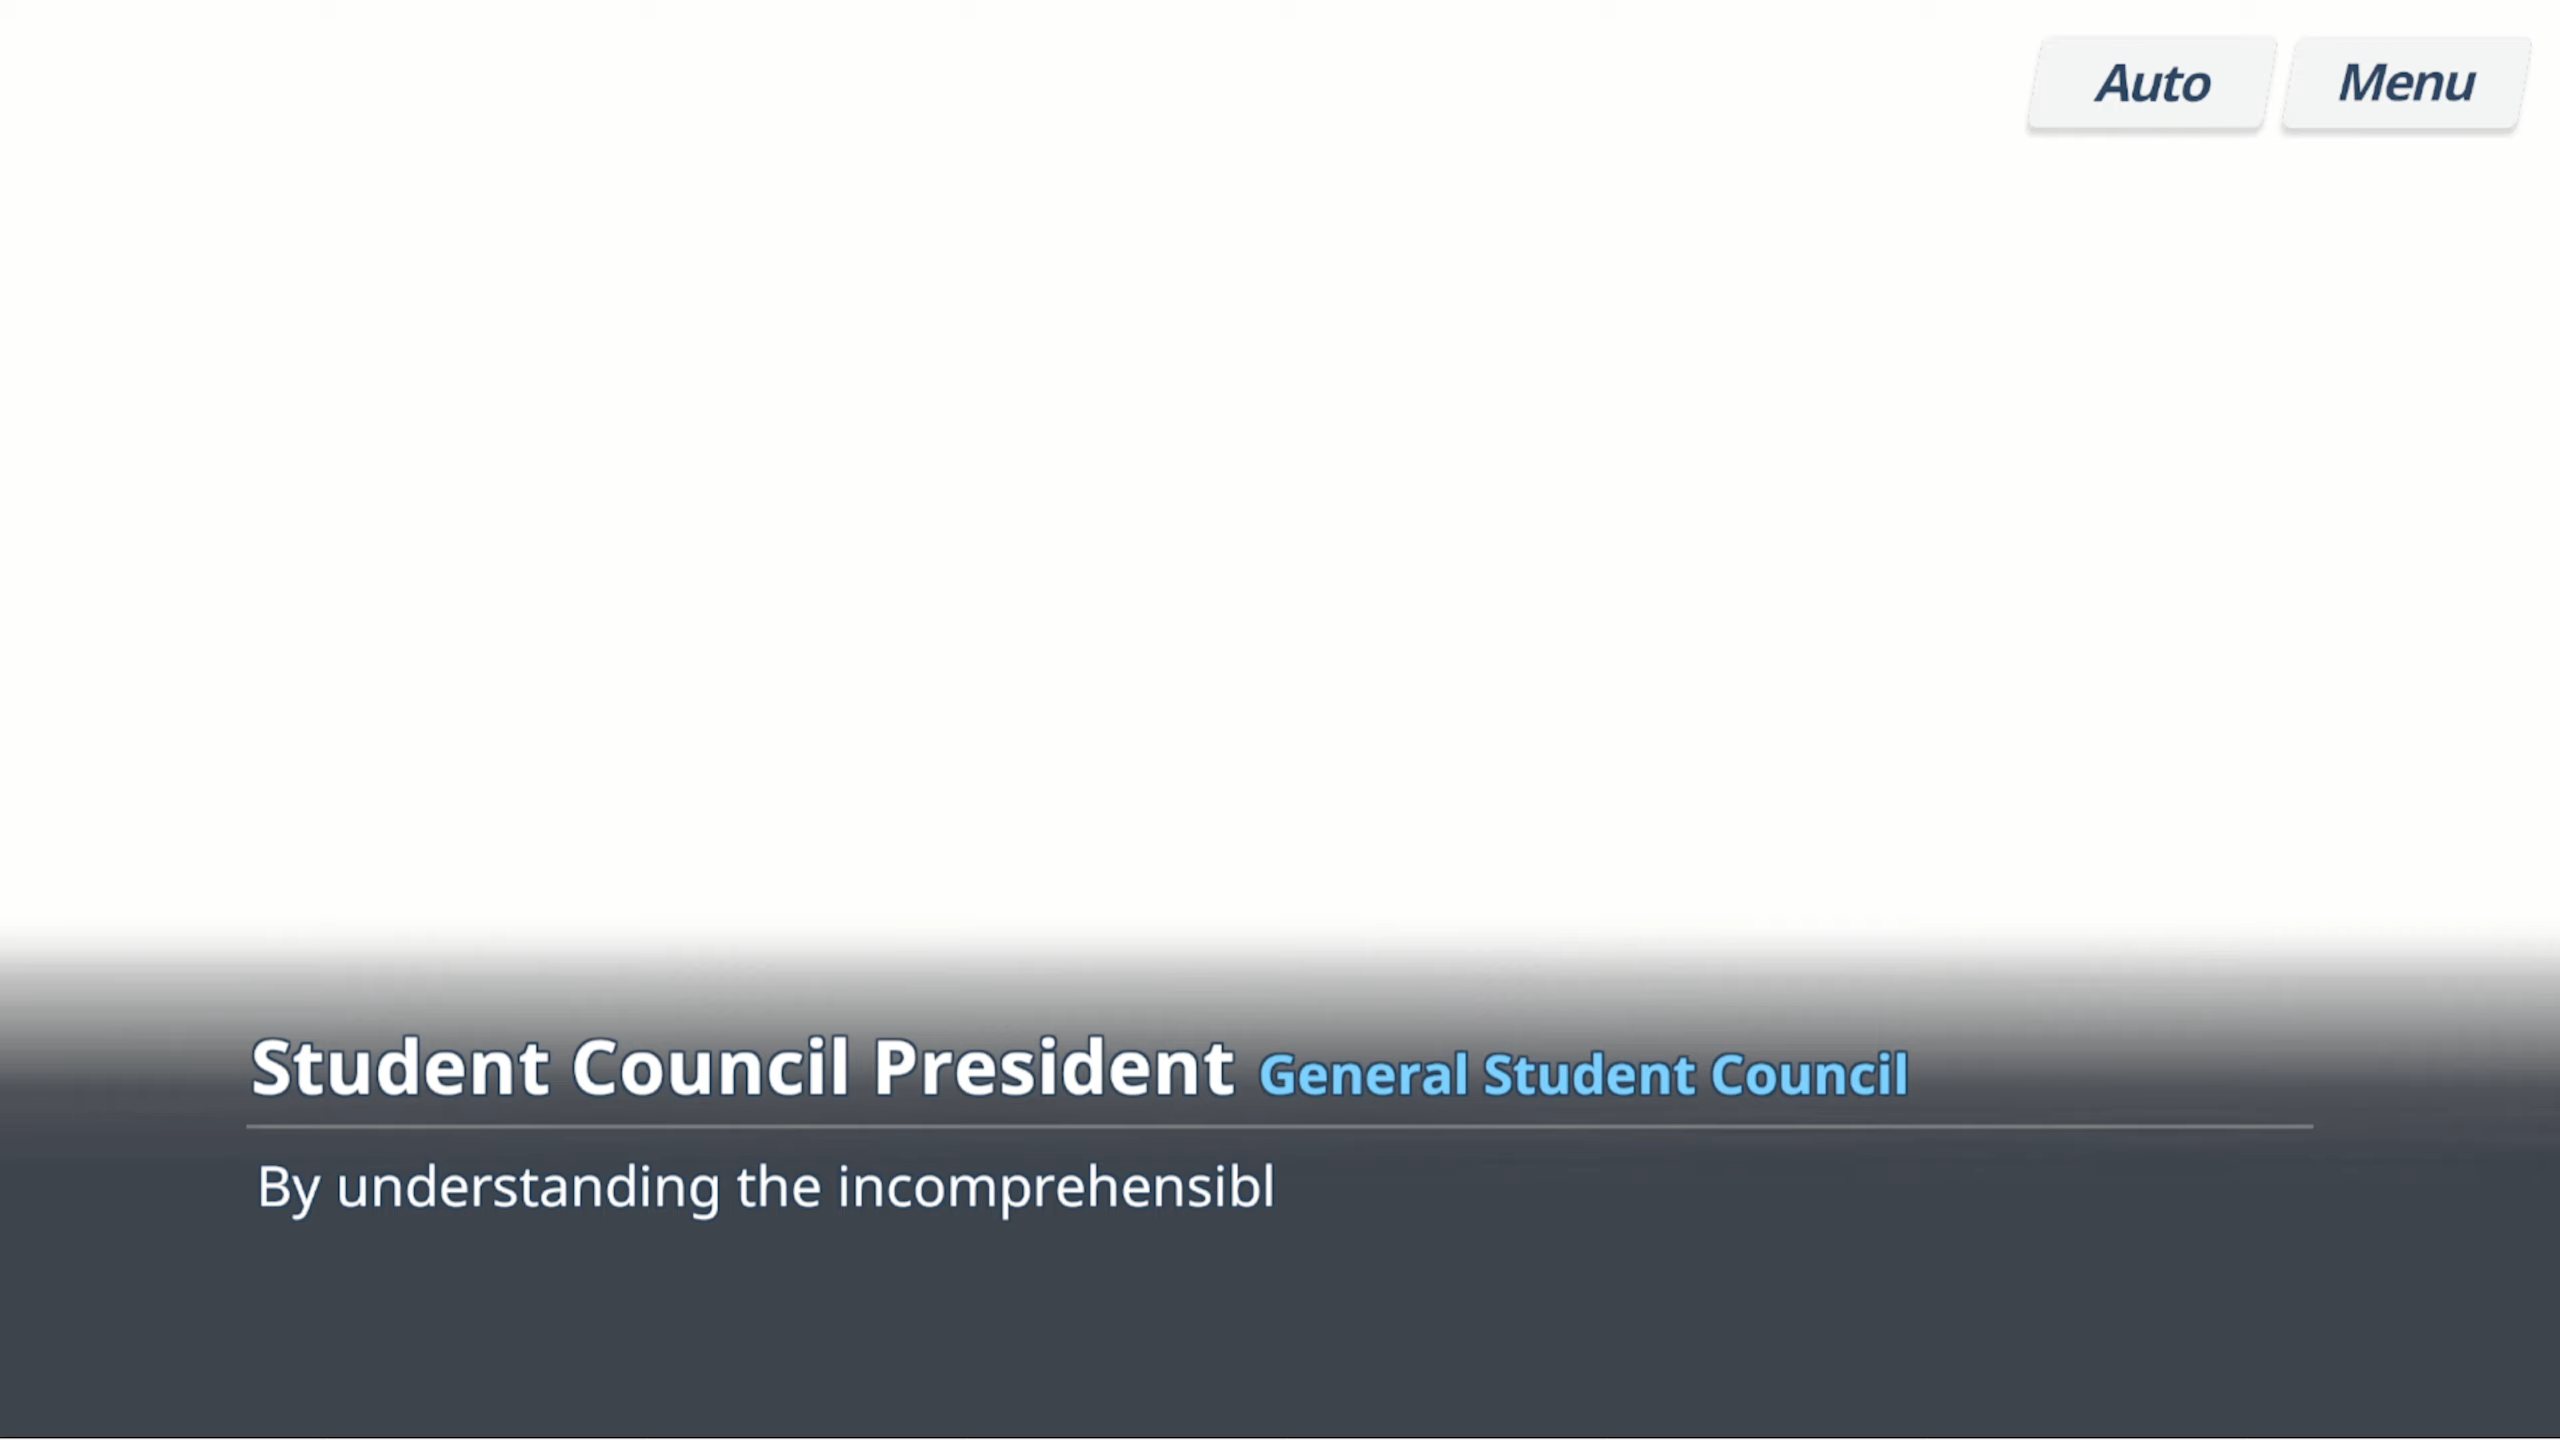 Auto Menu
Student Council President General Student Council
By understanding the incomprehensibl